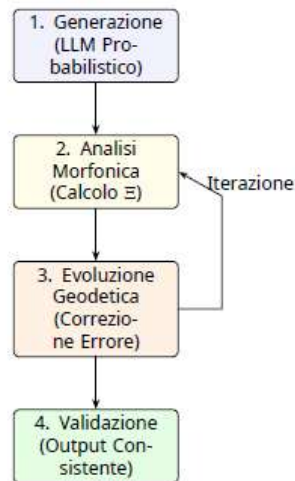 1. Generazione
(LLM Pro-
babilistico)
2. Analisi
Morfonica
(Calcolo Ξ)
Iterazione
3. Evoluzione
Geodetica
(Correzio-
ne Errore)
4. Validazione
(Output Con-
sistente)